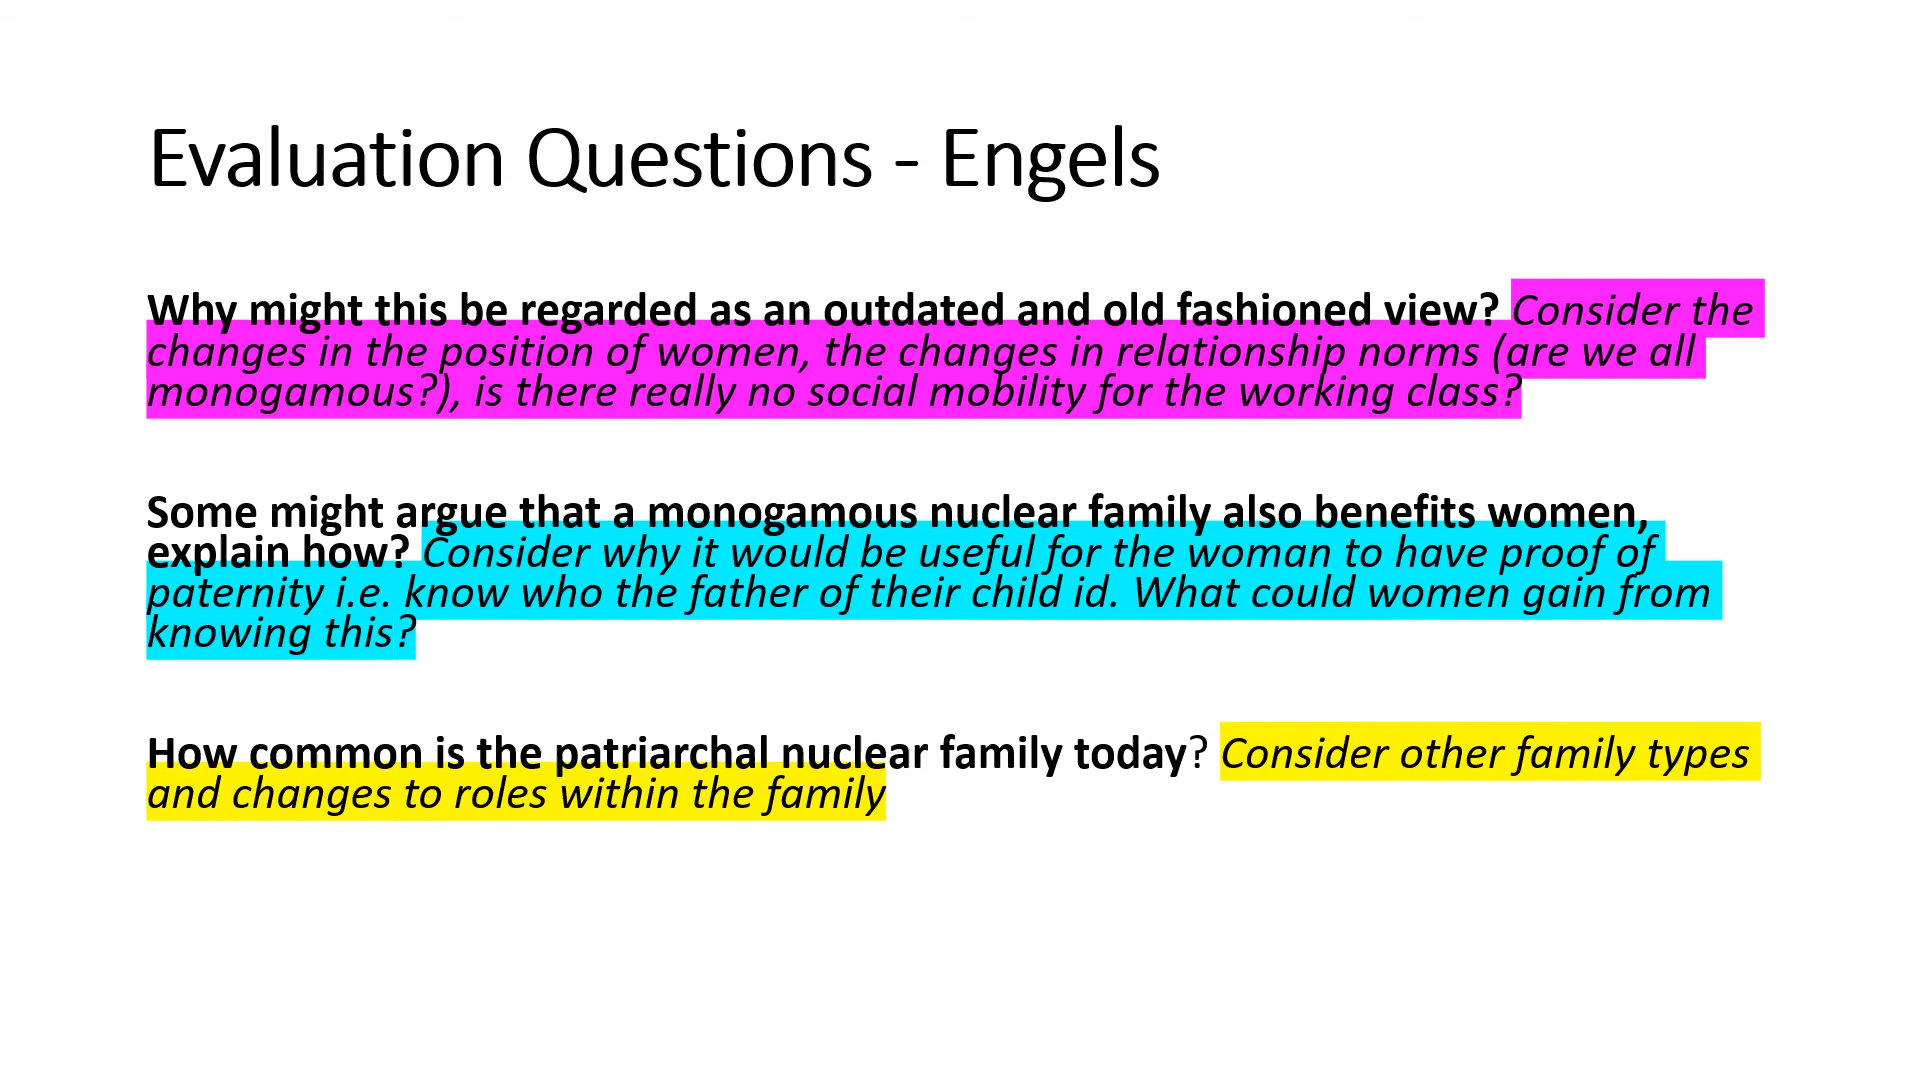 Evaluation Questions - Engels
Why might this be regarded as an outdated and old fashioned view? Consider the
changes in the position of women, the changes in relationship norms (are we all
monogamous?), is there really no social mobility for the working class?
Some might argue that a monogamous nuclear family also benefits women,
explain how? Consider why it would be useful for the woman to have proof of
paternity i.e. know who the father of their child id. What could women gain from
knowing this?
How common is the patriarchal nuclear family today? Consider other family types
and changes to roles within the family